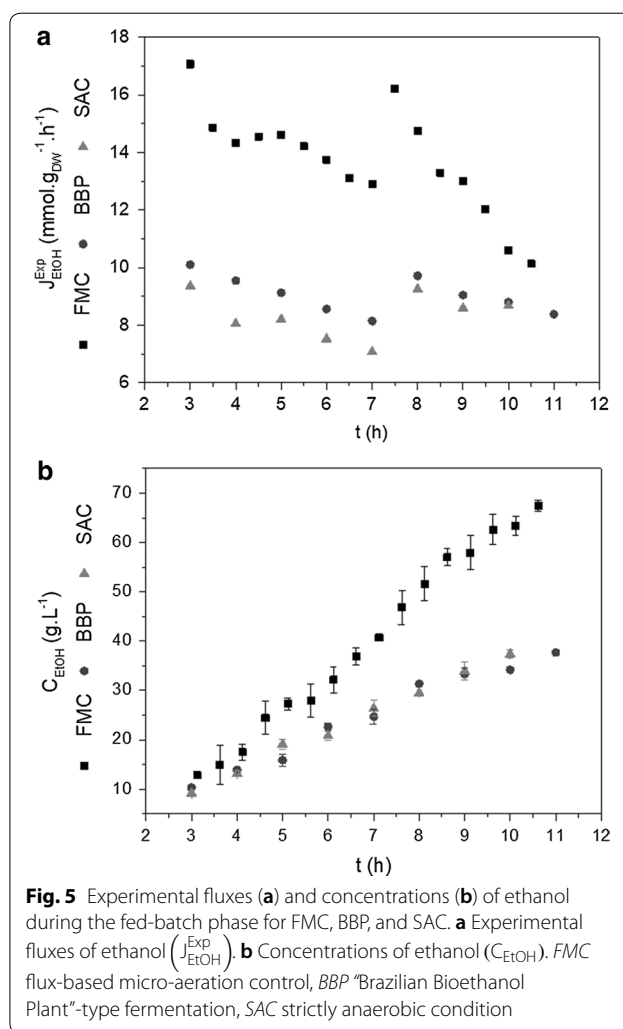 a
18
16
14
12
10
8
6
2 3 4 5 6 7 8 9 10 11 12
t (h)
J_EtOH^Exp (mmol.g_DW^-1.h^-1)
■ FMC ● BBP ▲ SAC
b
70
60
50
40
30
20
10
2 3 4 5 6 7 8 9 10 11 12
t (h)
C_EtOH (g.L^-1)
■ FMC ● BBP ▲ SAC
Fig. 5 Experimental fluxes (a) and concentrations (b) of ethanol
during the fed-batch phase for FMC, BBP, and SAC. a Experimental
fluxes of ethanol (J_EtOH^Exp). b Concentrations of ethanol (C_EtOH). FMC
flux-based micro-aeration control, BBP “Brazilian Bioethanol
Plant”-type fermentation, SAC strictly anaerobic condition